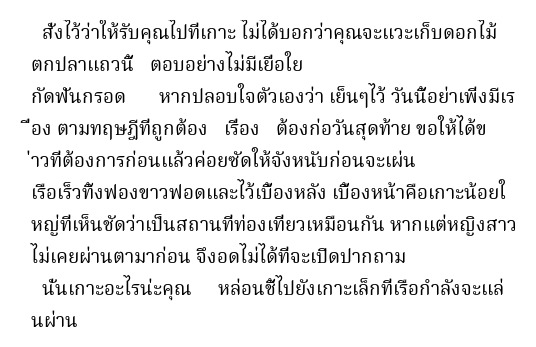 สั่งไว้ว่าให้รับคุณไปที่เกาะ ไม่ได้บอกว่าคุณจะแวะเก็บดอกไม้
ตกปลาแถวนี้   ตอบอย่างไม่มีเยื่อใย
กัดฟันกรอด      หากปลอบใจตัวเองว่า เย็นๆไว้ วันนี้อย่าเพิ่งมีเร
ื่อง ตามทฤษฎีที่ถูกต้อง   เรื่อง   ต้องก่อวันสุดท้าย ขอให้ได้ข
่าวที่ต้องการก่อนแล้วค่อยซัดให้จังหนับก่อนจะเผ่น
เรือเร็วทิ้งฟองขาวฟอดและไว้เบื้องหลัง เบื้องหน้าคือเกาะน้อยใ
หญ่ที่เห็นชัดว่าเป็นสถานที่ท่องเที่ยวเหมือนกัน หากแต่หญิงสาว
ไม่เคยผ่านตามาก่อน จึงอดไม่ได้ที่จะเปิดปากถาม
นั่นเกาะอะไรน่ะคุณ     หล่อนชี้ไปยังเกาะเล็กที่เรือกำลังจะแล่
นผ่าน